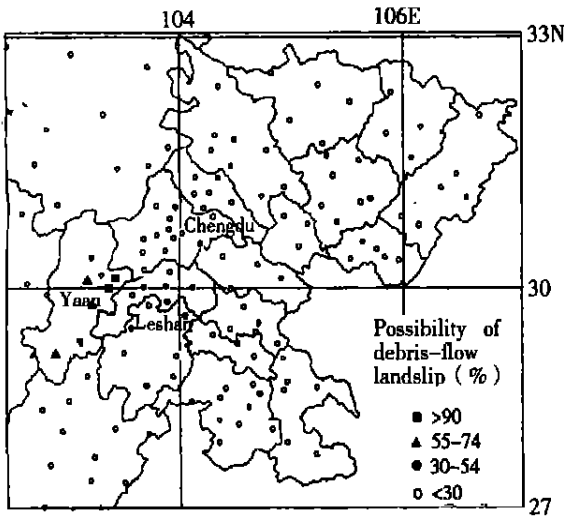 104
106E
33N
Chengdu
Yaan
30
Leshan
Possibility of
debris-flow
landslip ( % )
■ >90
▲ 55-74
● 30-54
○ <30
27